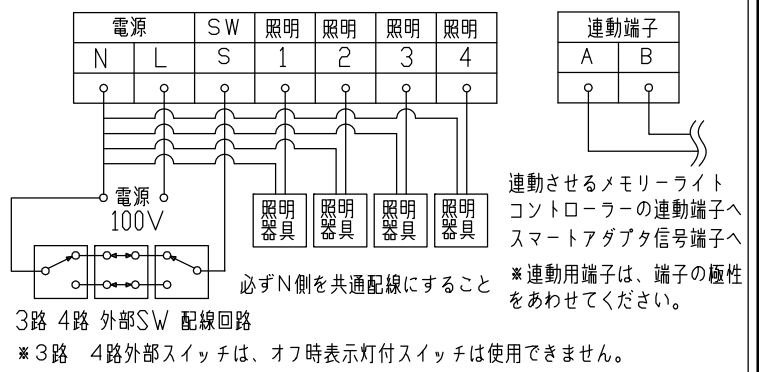 電源 SW 照明 照明 照明 照明
N L S 1 2 3 4
連動端子
A B
電源
100V
照明
器具
照明
器具
照明
器具
照明
器具
必ずN側を共通配線にすること
3路 4路 外部SW 配線回路
※3路 4路外部スイッチは、オフ時表示灯付スイッチは使用できません。
連動させるメモリーライト
コントローラーの連動端子へ
スマートアダプタ信号端子へ
※連動用端子は、端子の極性
をあわせてください。